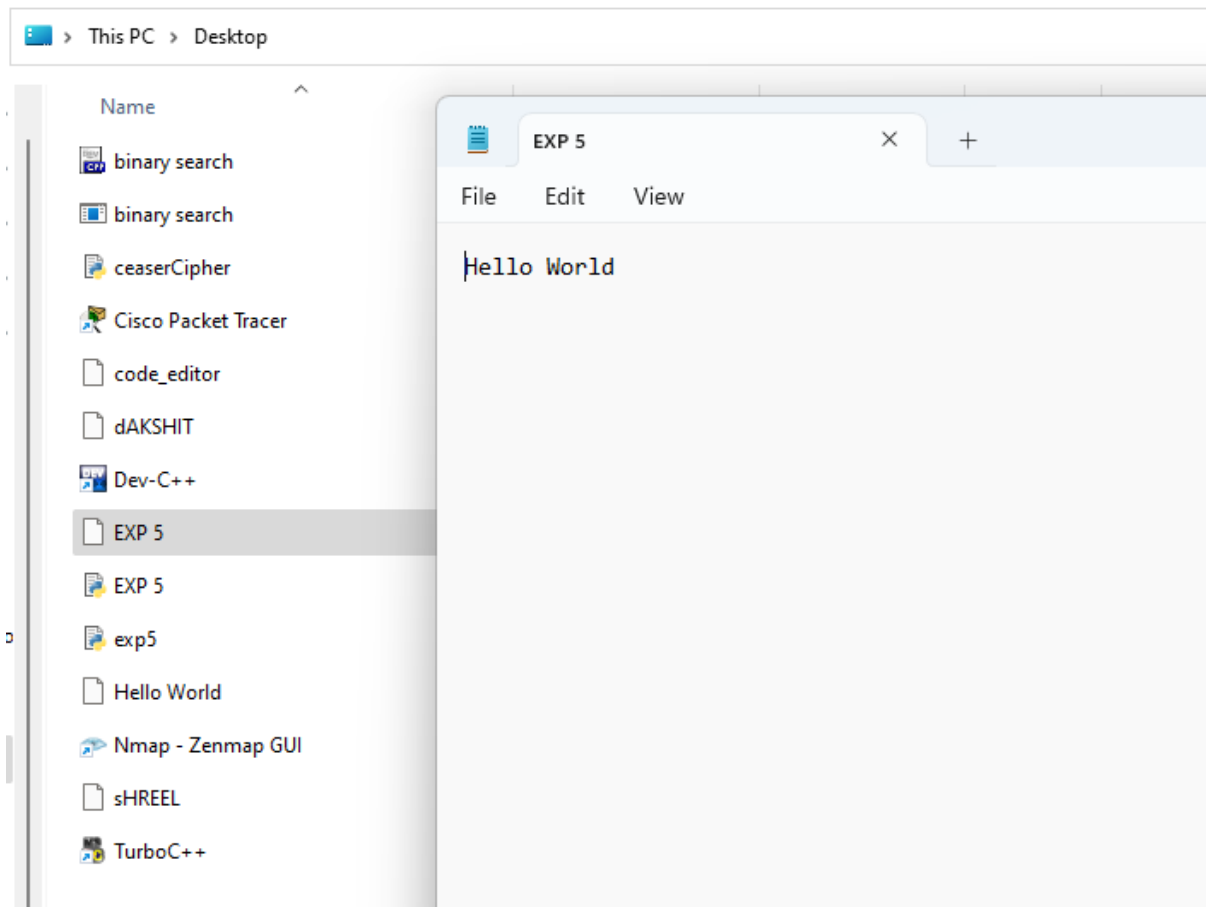 This PC > Desktop
Name
binary search
binary search
ceaserCipher
Cisco Packet Tracer
code_editor
dAKSHIT
Dev-C++
EXP 5
EXP 5
exp5
Hello World
Nmap - Zenmap GUI
sHREEL
TurboC++
EXP 5
File Edit View
Hello World